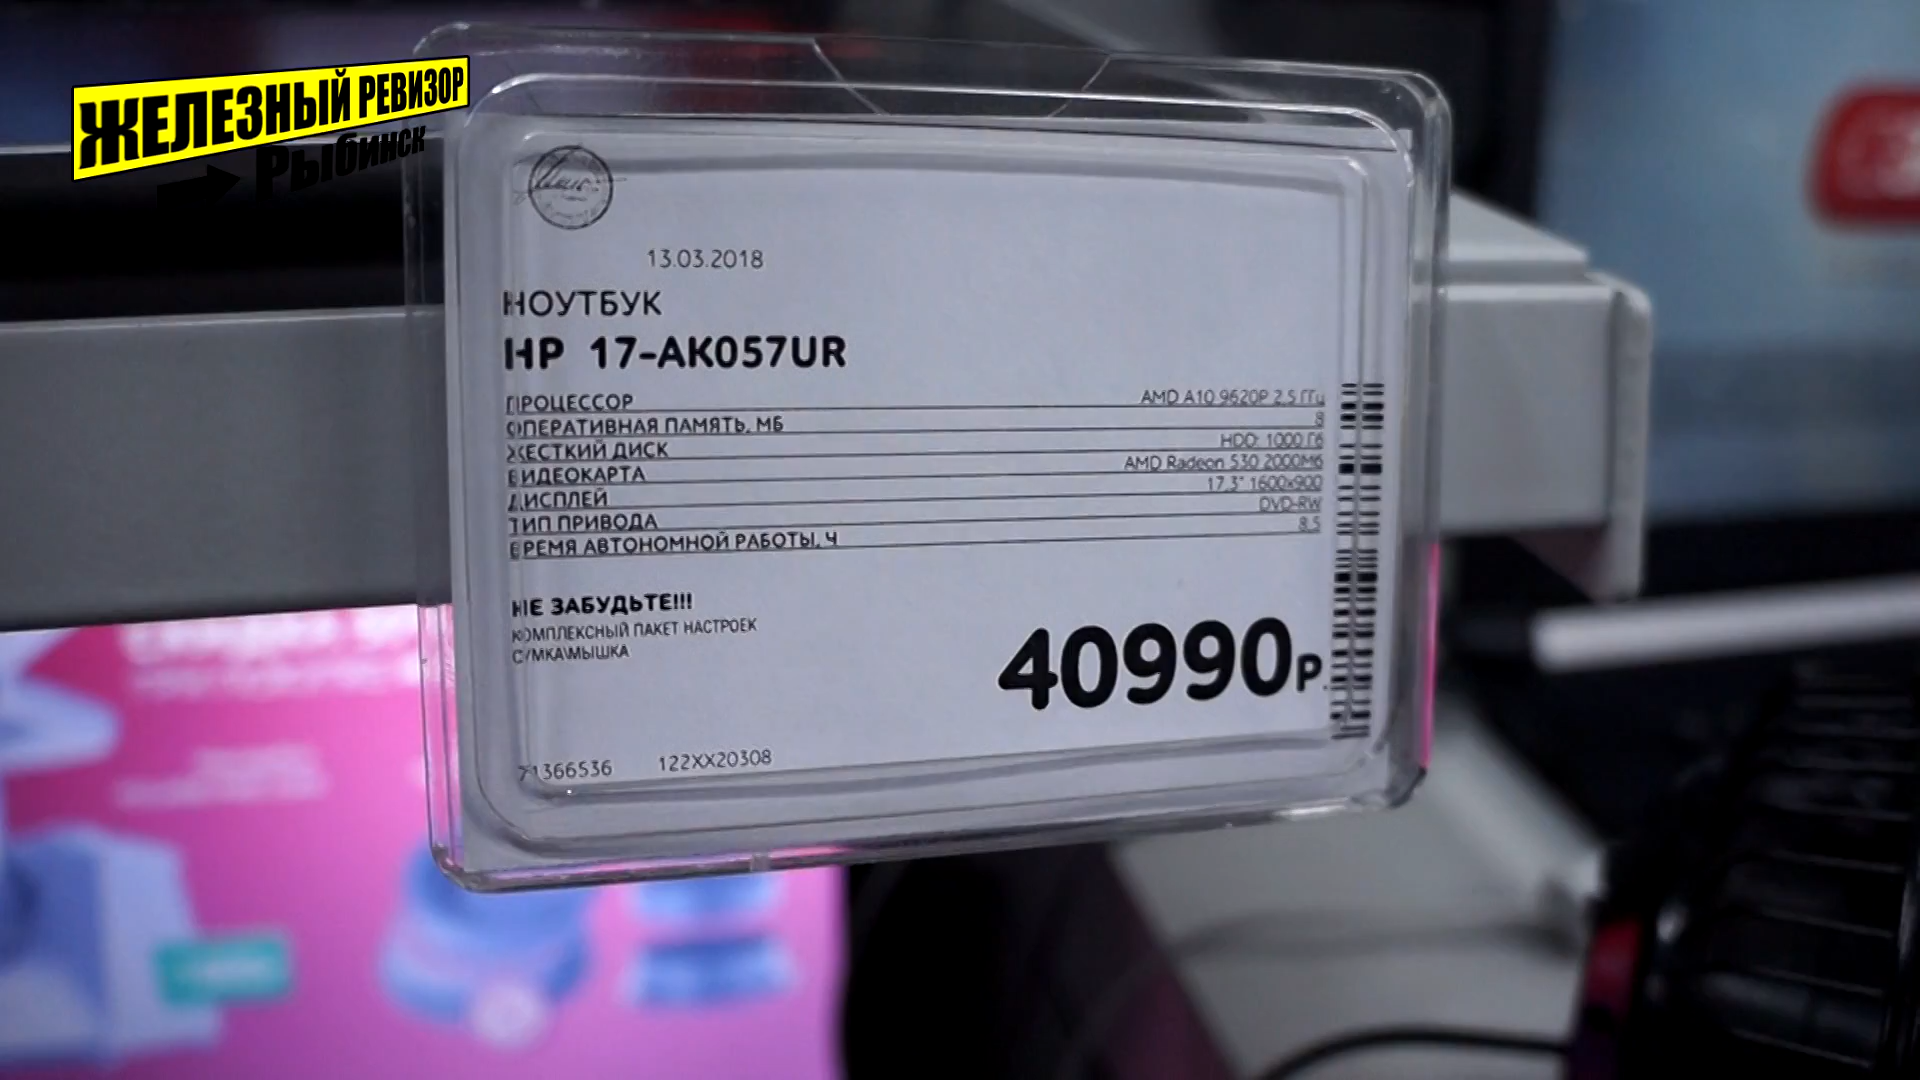 ЖЕЛЕЗНЫЙ РЕВИЗОР
Рыбинск
13.03.2018
НОУТБУК
HP 17-AK057UR
ПРОЦЕССОР AMD A10 9620P 2.5 ГГц
ОПЕРАТИВНАЯ ПАМЯТЬ, МБ 8
ЖЕСТКИЙ ДИСК HDD: 1000 Гб
ВИДЕОКАРТА AMD Radeon 530 2000Мб
ДИСПЛЕЙ 17,3" 1600x900
ТИП ПРИВОДА DVD-RW
ВРЕМЯ АВТОНОМНОЙ РАБОТЫ, Ч 8.5
НЕ ЗАБУДЬТЕ!!!
КОМПЛЕКСНЫЙ ПАКЕТ НАСТРОЕК
СУМКА\МЫШКА
40990 Р.
71366536 122XX20308